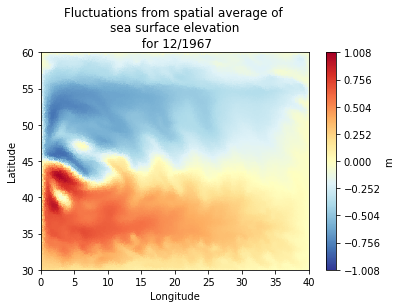 Fluctuations from spatial average of
sea surface elevation
for 12/1967
60
55
50
45
40
35
30
Latitude
0 5 10 15 20 25 30 35 40
Longitude
1.008
0.756
0.504
0.252
0.000
−0.252
−0.504
−0.756
−1.008
m